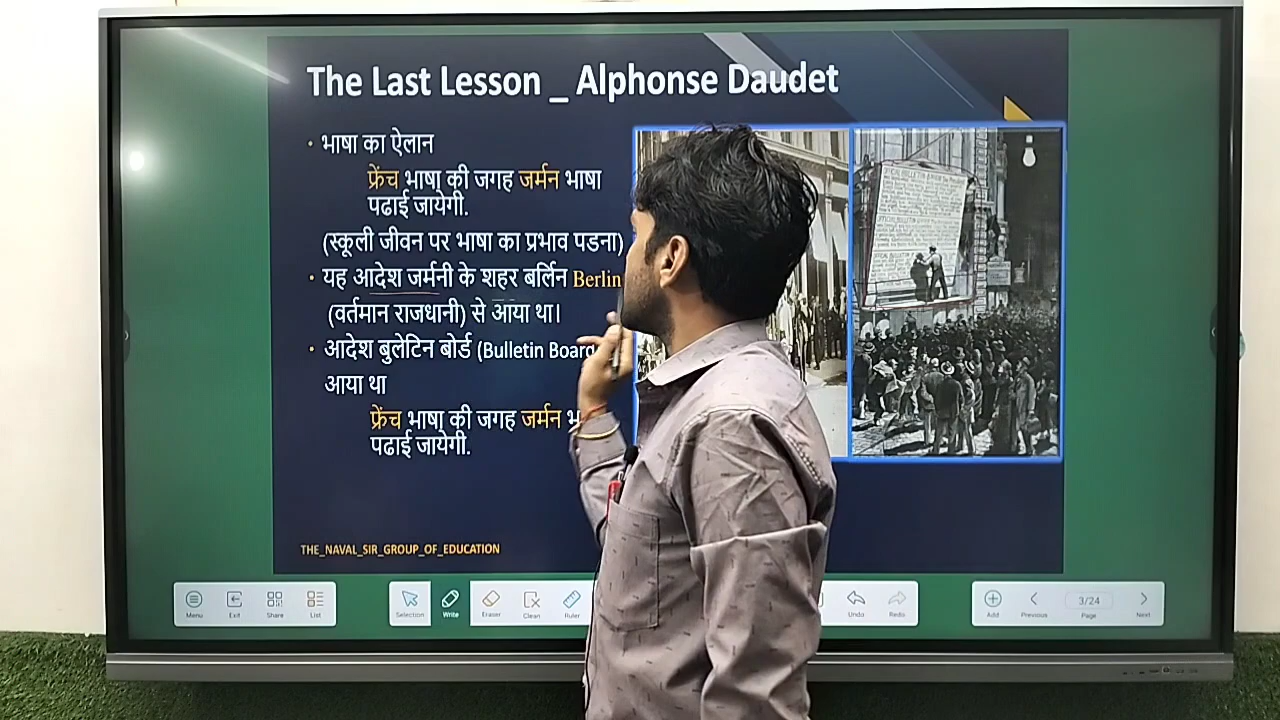 The Last Lesson _ Alphonse Daudet
• भाषा का ऐलान
फ्रेंच भाषा की जगह जर्मन भाषा
पढाई जायेगी.
(स्कूली जीवन पर भाषा का प्रभाव पडना)
• यह आदेश जर्मनी के शहर बर्लिन Berlin
(वर्तमान राजधानी) से आया था।
• आदेश बुलेटिन बोर्ड (Bulletin Board
आया था
फ्रेंच भाषा की जगह जर्मन
पढाई जायेगी.
THE_NAVAL_SIR_GROUP_OF_EDUCATION
Menu Exit Share List Selection Write Eraser Clean Ruler Undo Redo Add Previous 3/24 Page Next